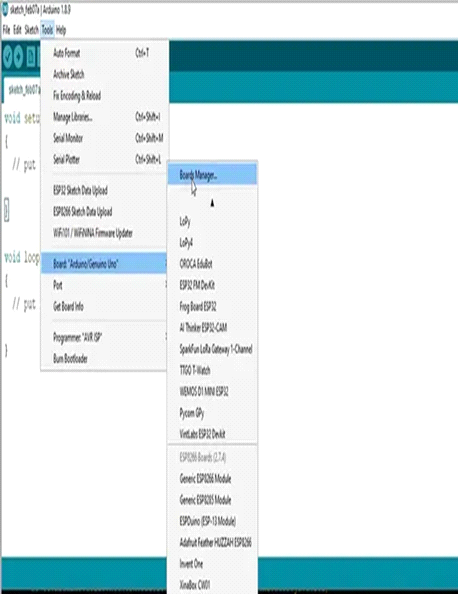 sketch_feb07a | Arduino 1.8.9
File Edit Sketch Tools Help
sketch_feb07a
void setu
{
// put
}
void loop
{
// put
}
Auto Format Ctrl+T
Archive Sketch
Fix Encoding & Reload
Manage Libraries... Ctrl+Shift+I
Serial Monitor Ctrl+Shift+M
Serial Plotter Ctrl+Shift+L
ESP32 Sketch Data Upload
ESP8266 Sketch Data Upload
WiFi101 / WiFiNINA Firmware Updater
Board: "Arduino/Genuino Uno"
Port
Get Board Info
Programmer: "AVR ISP"
Burn Bootloader
Boards Manager...
LoPy
LoPy4
OROCA EduBot
ESP32 FM DevKit
Frog Board ESP32
AI Thinker ESP32-CAM
SparkFun LoRa Gateway 1-Channel
TTGO T-Watch
WEMOS D1 MINI ESP32
Pycom GPy
VintLabs ESP32 Devkit
ESP8266 Boards (2.7.4)
Generic ESP8266 Module
Generic ESP8285 Module
ESPDuino (ESP-13 Module)
Adafruit Feather HUZZAH ESP8266
Invent One
XinaBox CW01